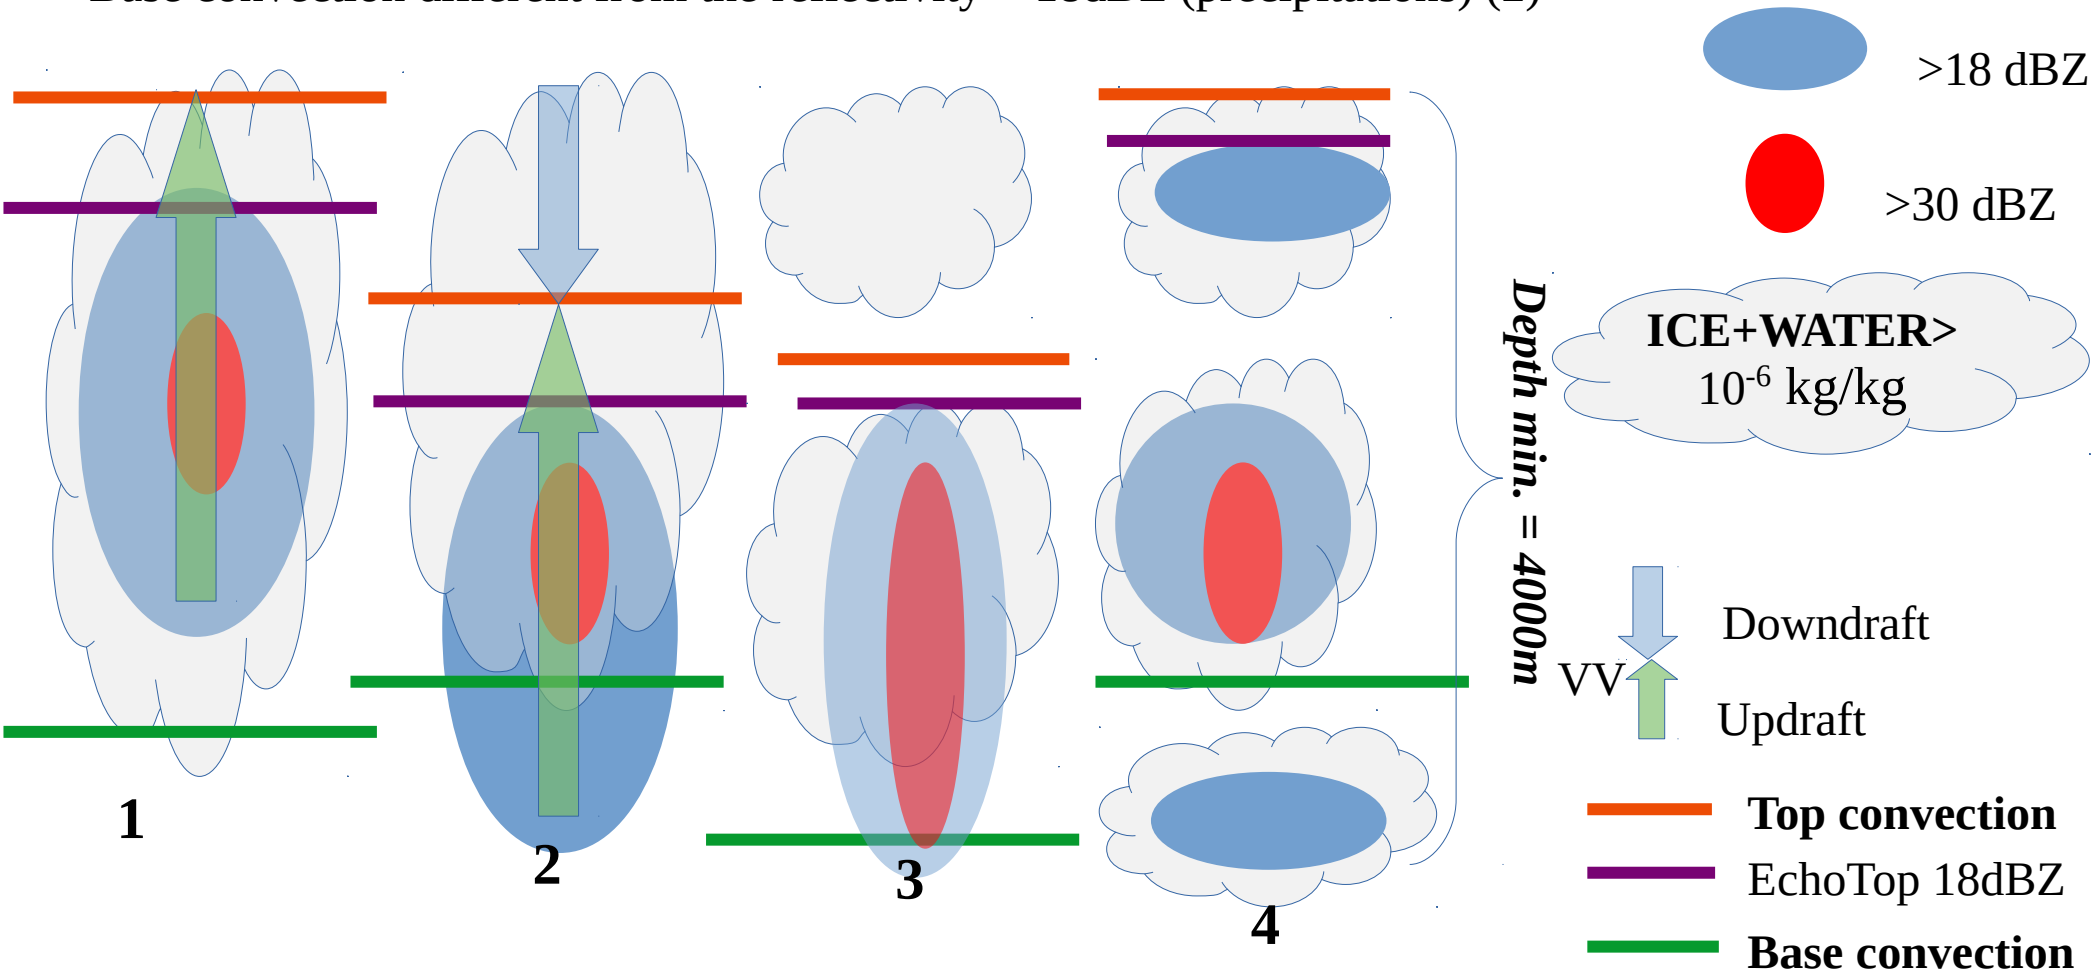 >18 dBZ
>30 dBZ
ICE+WATER>
10-6 kg/kg
Depth min. = 4000m
Downdraft
VV
Updraft
Top convection
EchoTop 18dBZ
Base convection
1
2
3
4